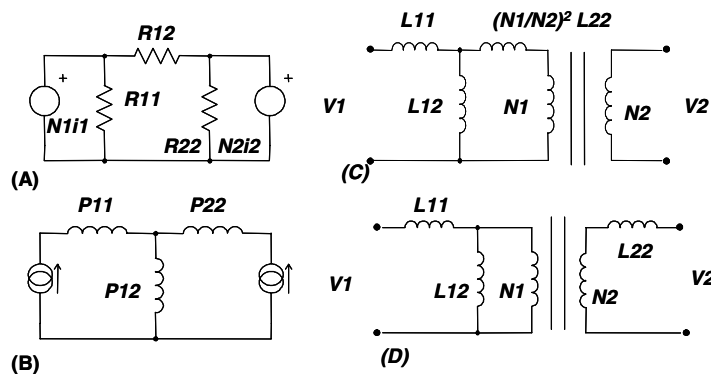 R12
+
+
N1i1
R11
R22
N2i2
(A)
P11
P22
P12
(B)
L11
(N1/N2)² L22
V1
L12
N1
N2
V2
(C)
L11
L22
V1
L12
N1
N2
V2
(D)